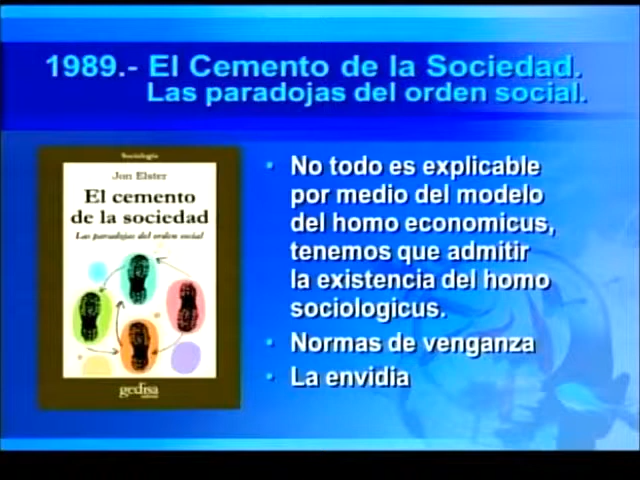 1989.- El Cemento de la Sociedad.
Las paradojas del orden social.
Sociología
Jon Elster
El cemento
de la sociedad
Las paradojas del orden social
gedisa
editorial
• No todo es explicable
por medio del modelo
del homo economicus,
tenemos que admitir
la existencia del homo
sociologicus.
• Normas de venganza
• La envidia